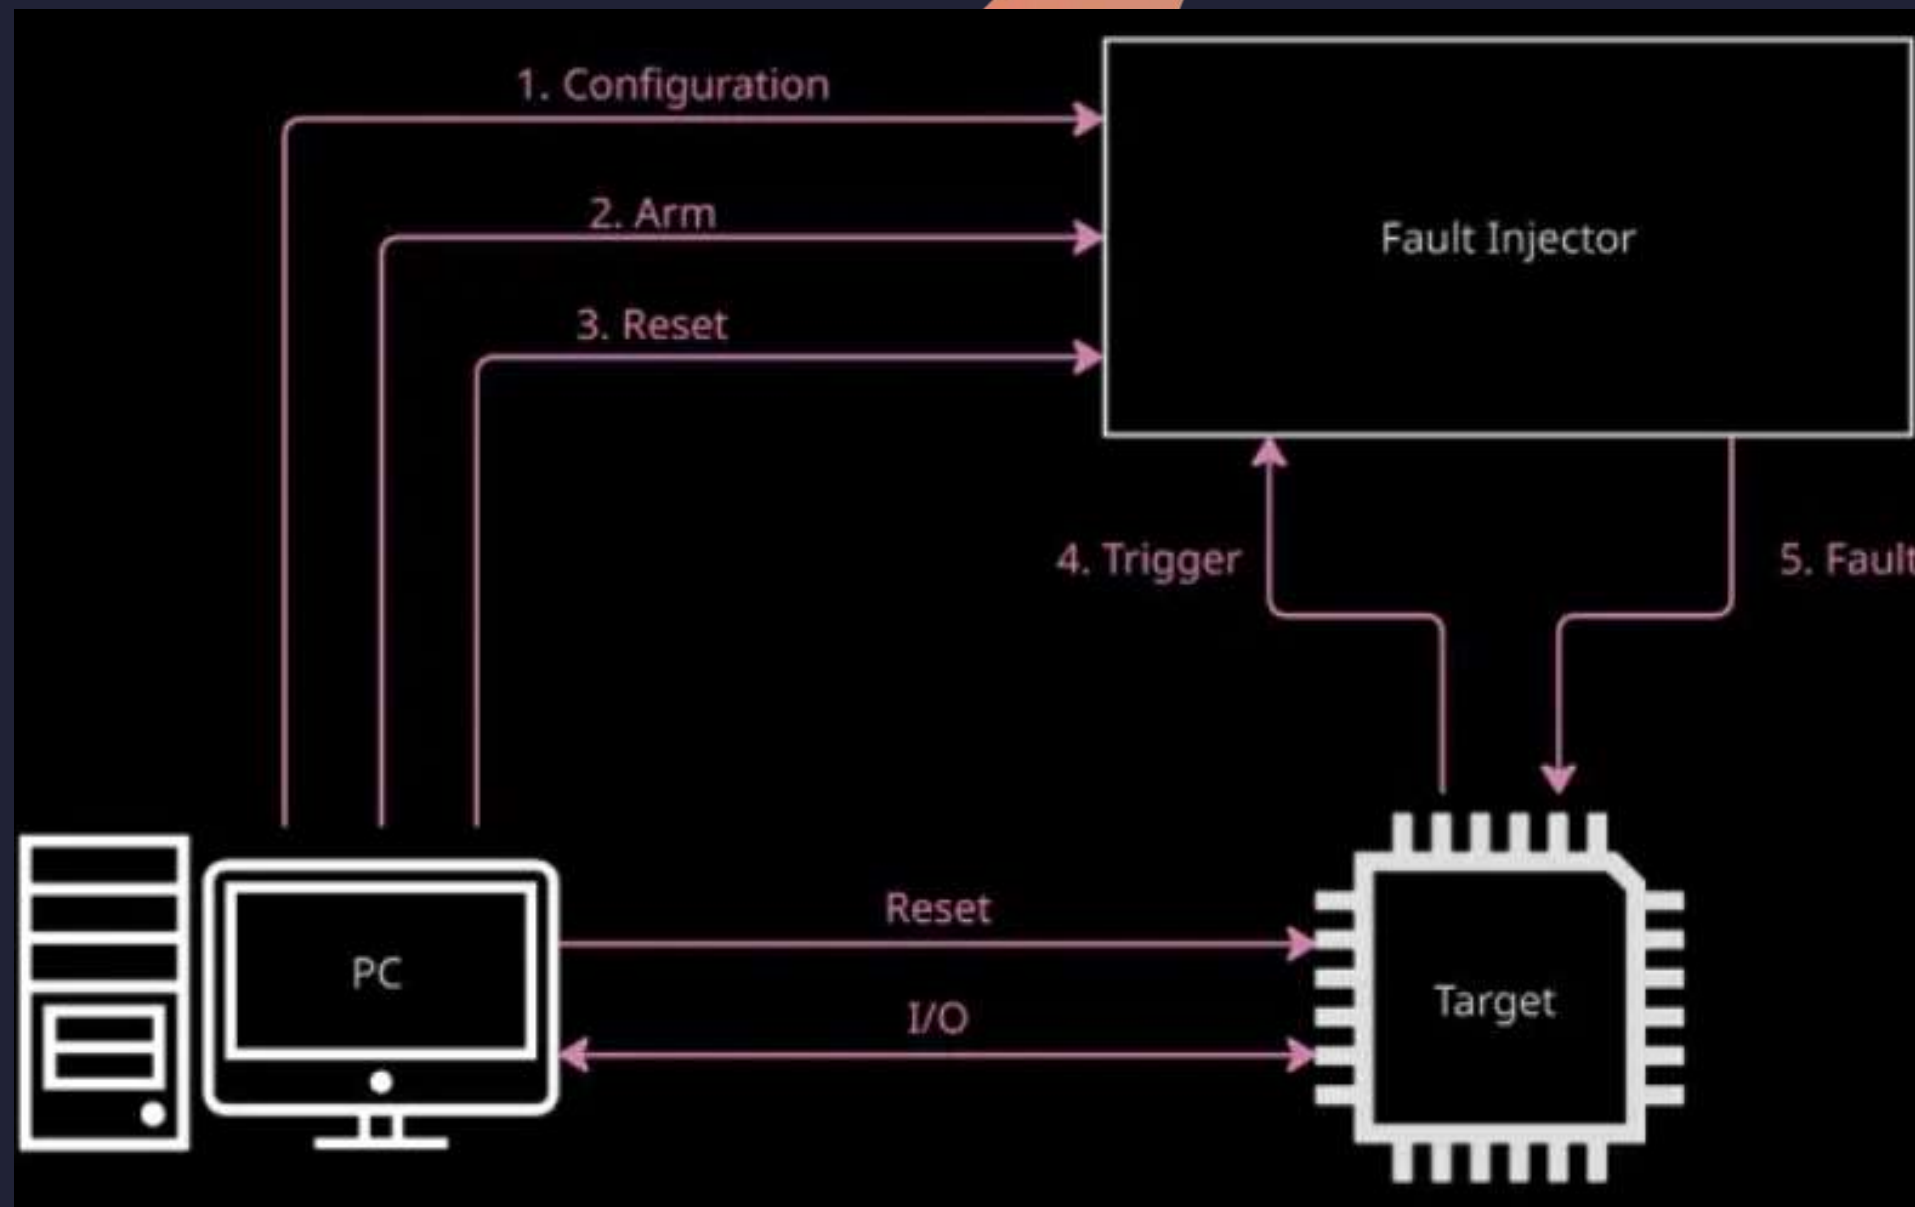 1. Configuration
2. Arm
Fault Injector
3. Reset
4. Trigger
5. Fault
Reset
PC
Target
I/O